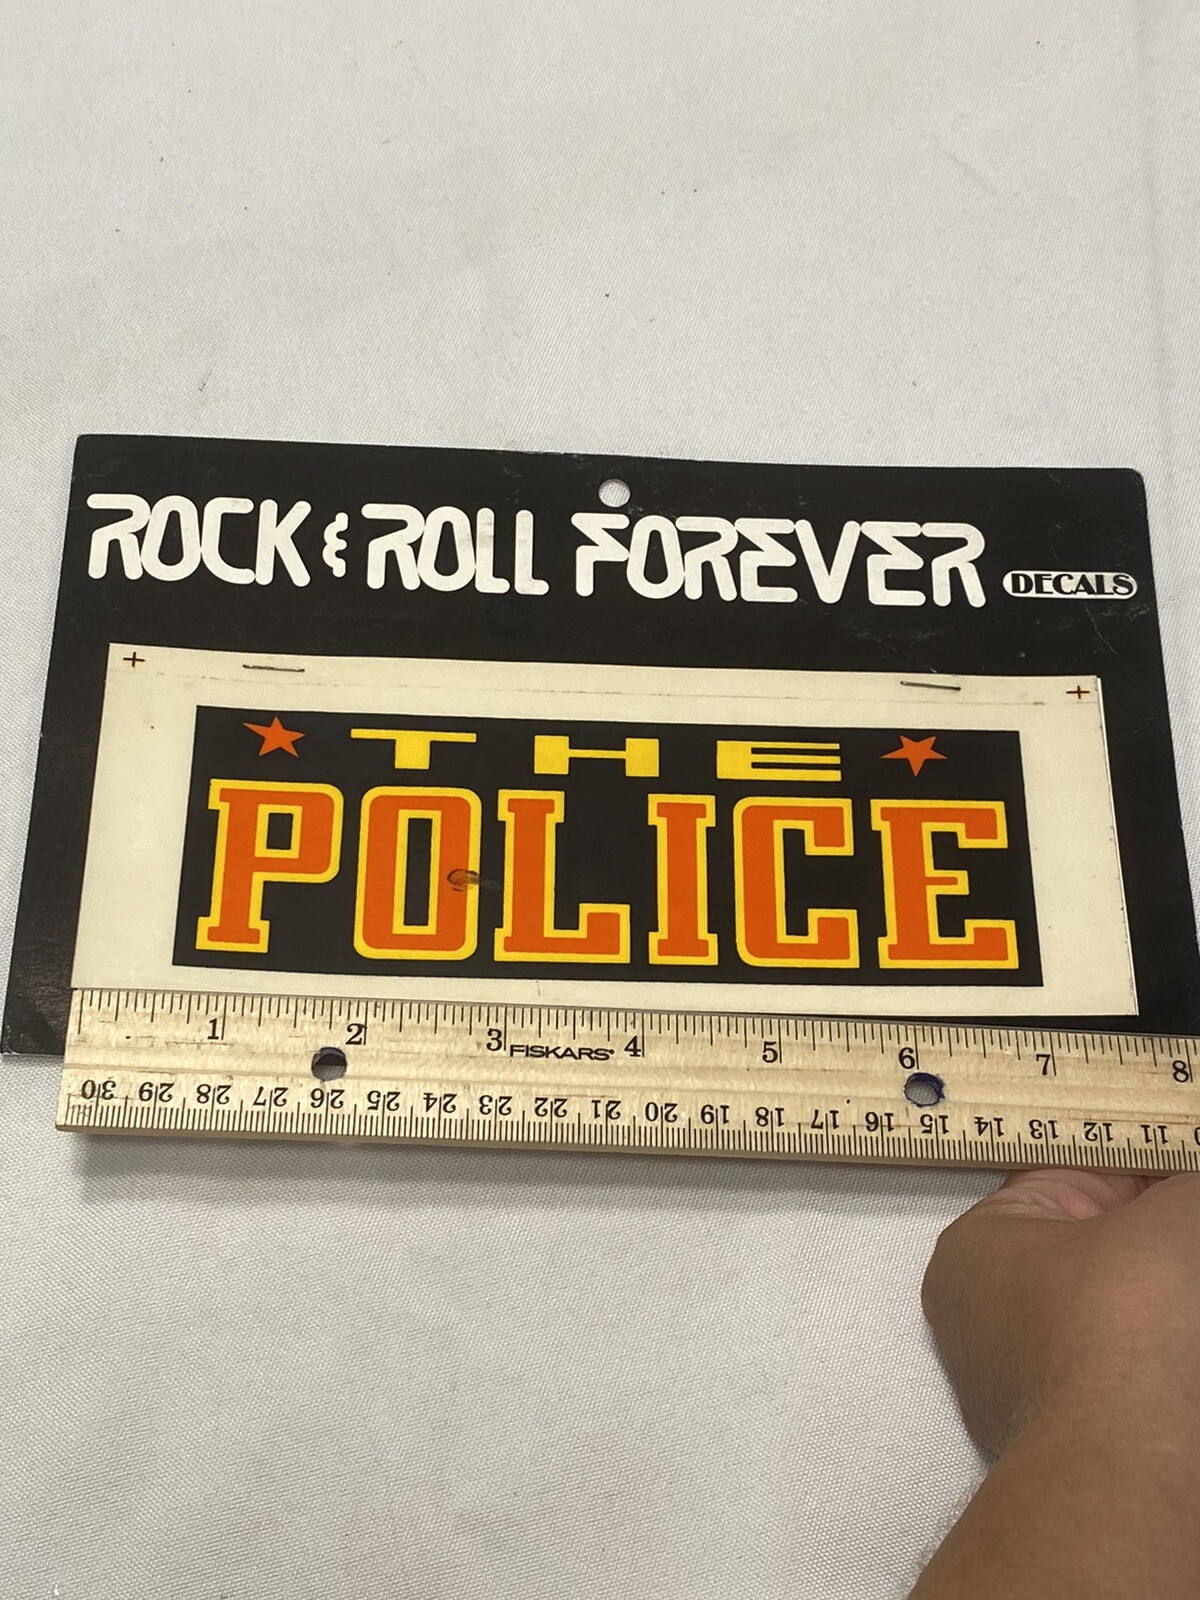 ROCK & ROLL FOREVER DECALS
THE
POLICE
1 2 3 FISKARS 4 5 6 7 8
30 29 28 27 26 25 24 23 22 21 20 19 18 17 16 15 14 13 12 11